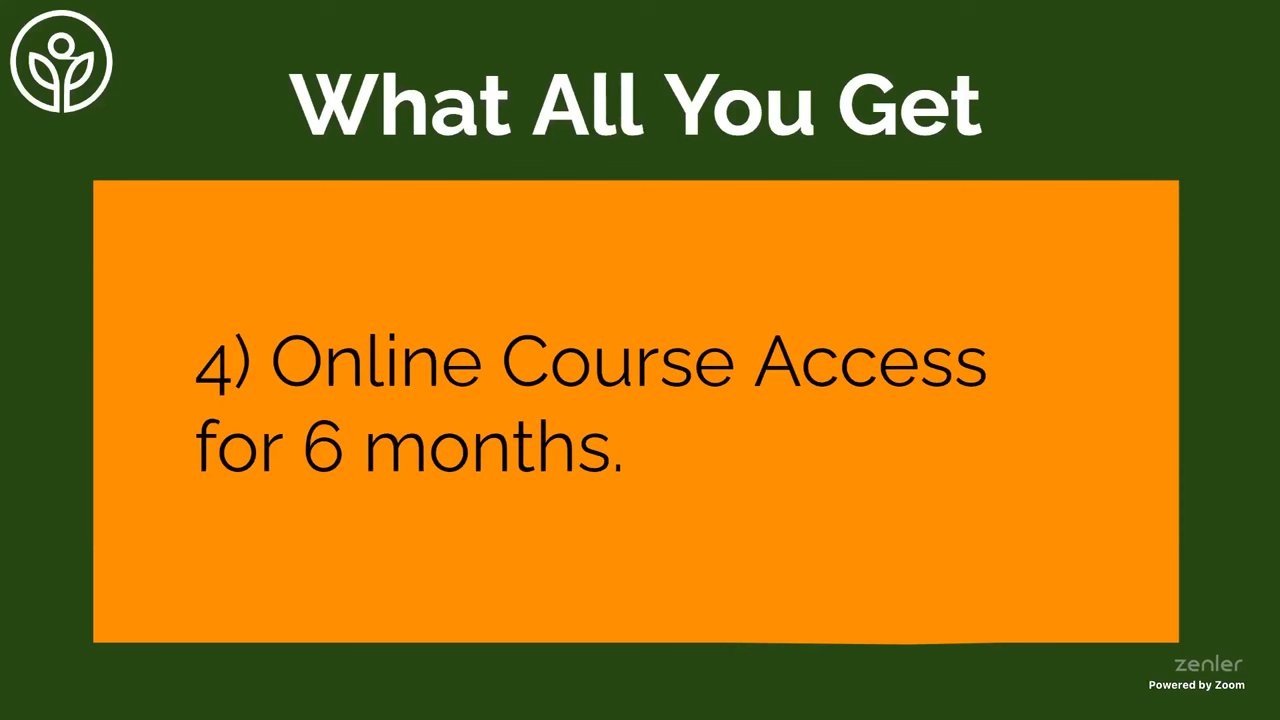 What All You Get
4) Online Course Access
for 6 months.
zenler
Powered by Zoom